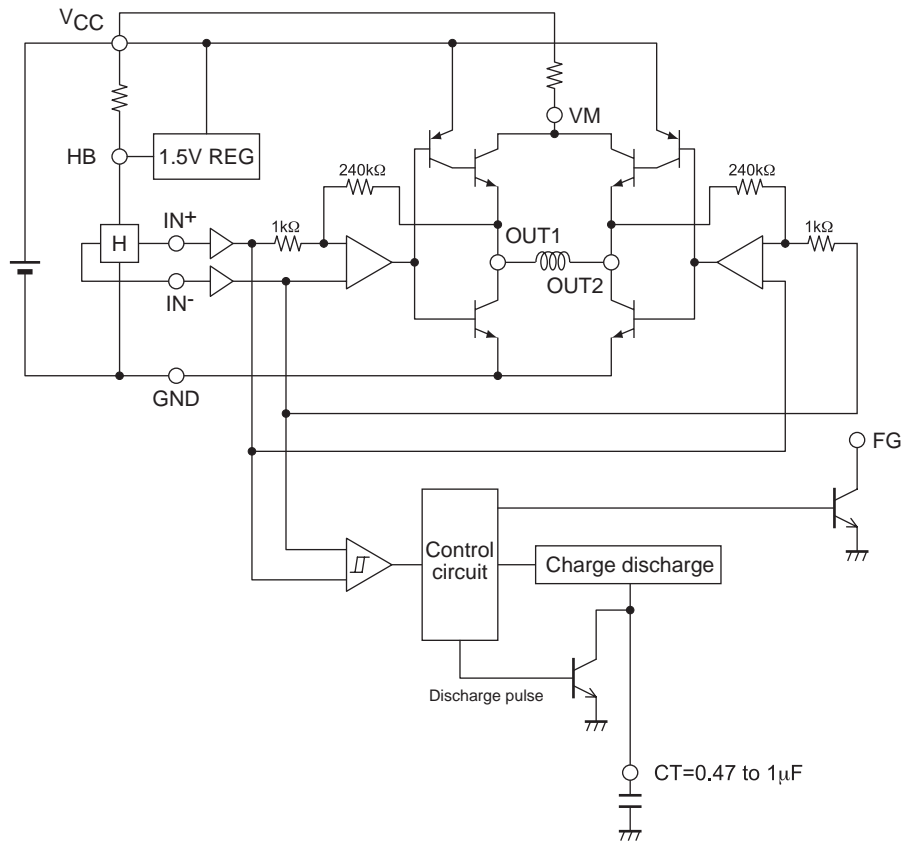 VCC
VM
HB
1.5V REG
240kΩ
240kΩ
IN+
1kΩ
1kΩ
H
OUT1
IN-
OUT2
GND
FG
Control
circuit
Charge discharge
Discharge pulse
CT=0.47 to 1μF